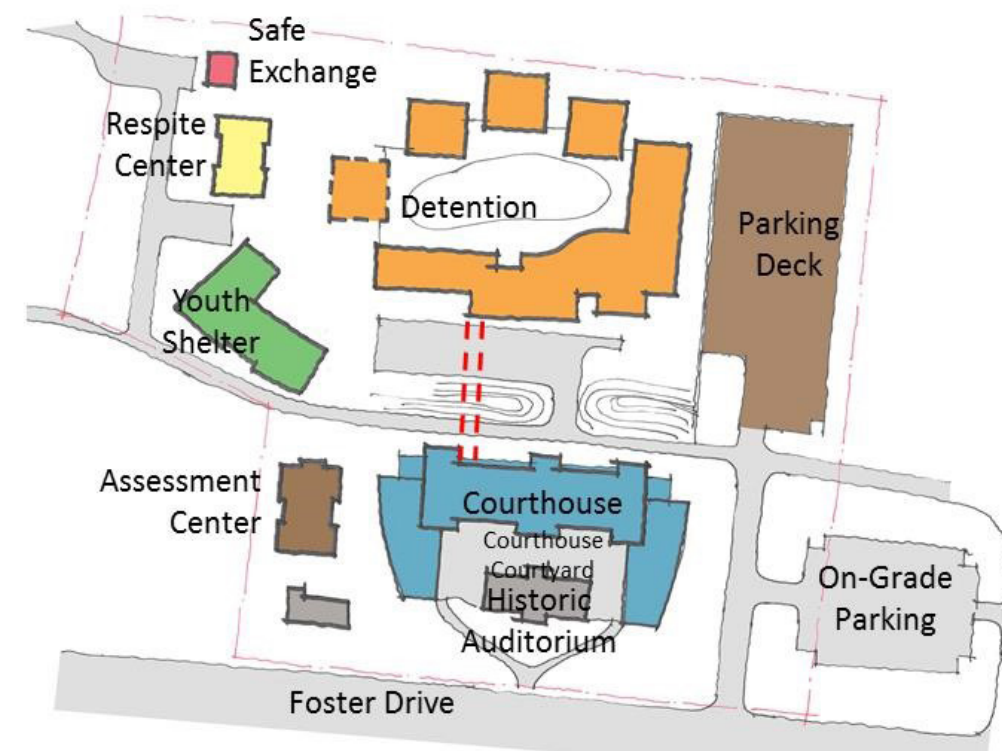 Safe
Exchange
Respite
Center
Detention
Parking
Deck
Youth
Shelter
Assessment
Center
Courthouse
Courthouse
Courtyard
Historic
Auditorium
On-Grade
Parking
Foster Drive